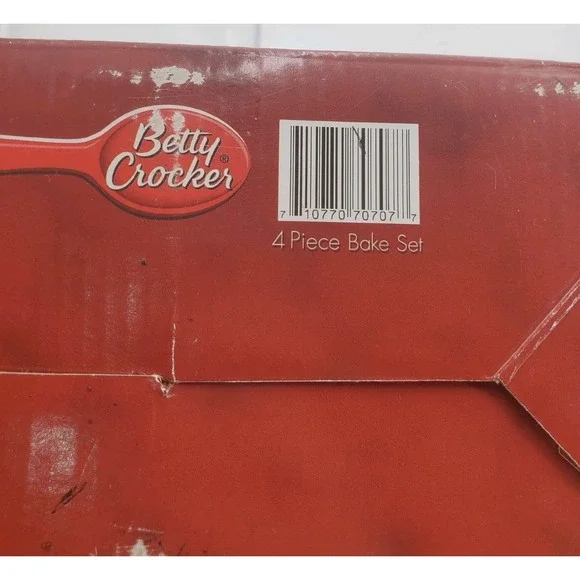 Betty
Crocker®
7 10770 70707 7
4 Piece Bake Set